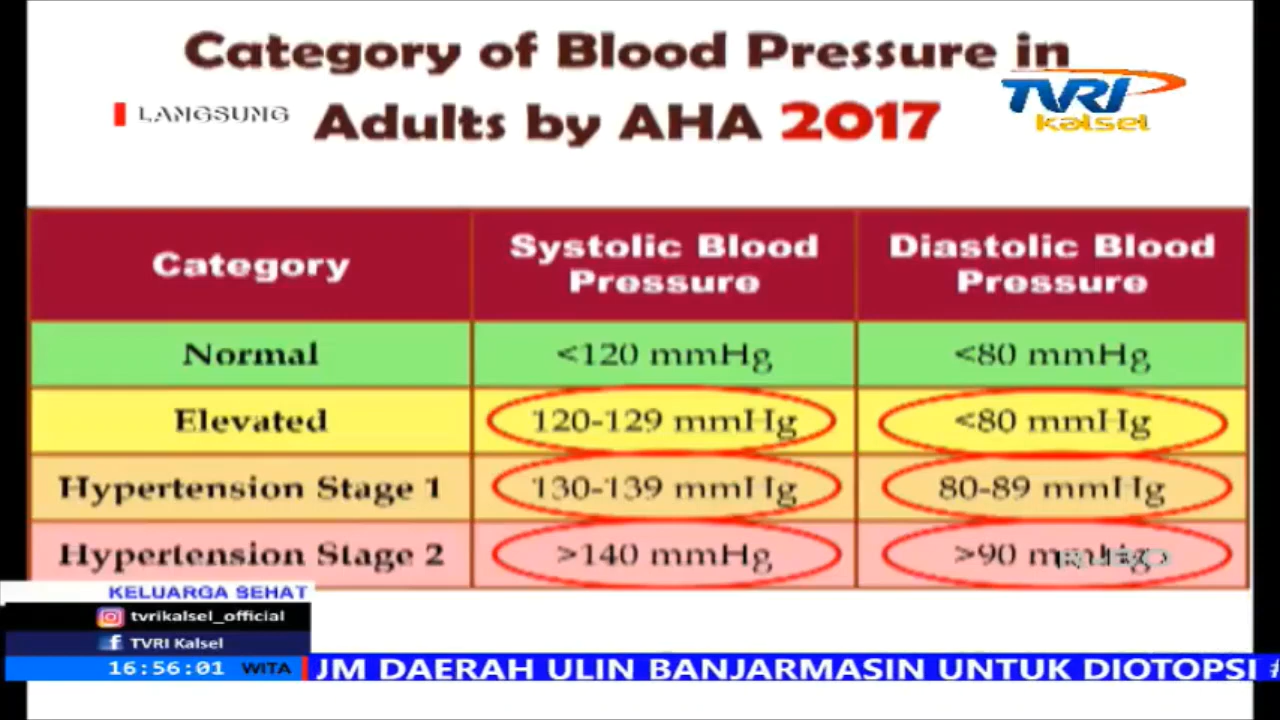 Category of Blood Pressure in
Adults by AHA 2017
LANGSUNG
TVRI
kalsel
Category
Systolic Blood
Pressure
Diastolic Blood
Pressure
Normal
<120 mmHg
<80 mmHg
Elevated
120-129 mmHg
<80 mmHg
Hypertension Stage 1
130-139 mmHg
80-89 mmHg
Hypertension Stage 2
>140 mmHg
>90 mmHg
KELUARGA SEHAT
tvrikalsel_official
TVRI Kalsel
16:56:01 WITA
UM DAERAH ULIN BANJARMASIN UNTUK DIOTOPSI #